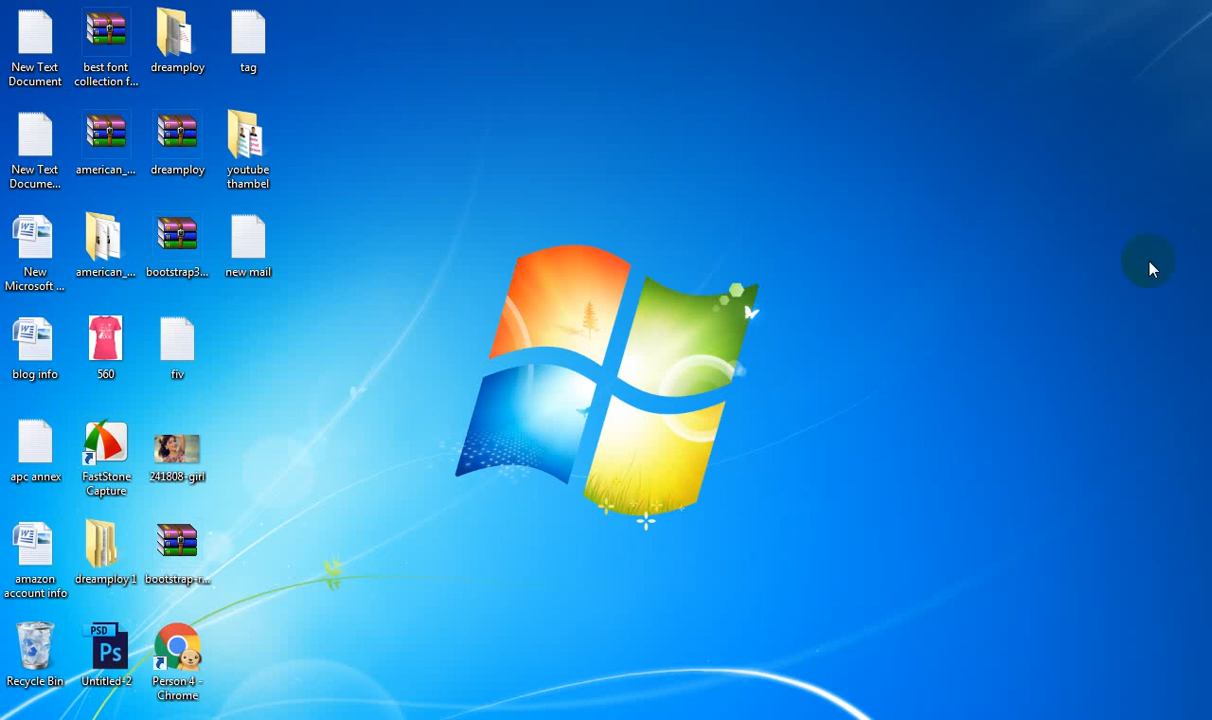 New Text
Document
best font
collection f...
dreamploy
tag
New Text
Docume...
american_...
dreamploy
youtube
thambel
New
Microsoft ...
american_...
bootstrap3...
new mail
blog info
560
fiv
apc annex
FastStone
Capture
241808-girl
amazon
account info
dreamploy 1
bootstrap-r...
Recycle Bin
PSD
Ps
Untitled-2
Person 4 -
Chrome